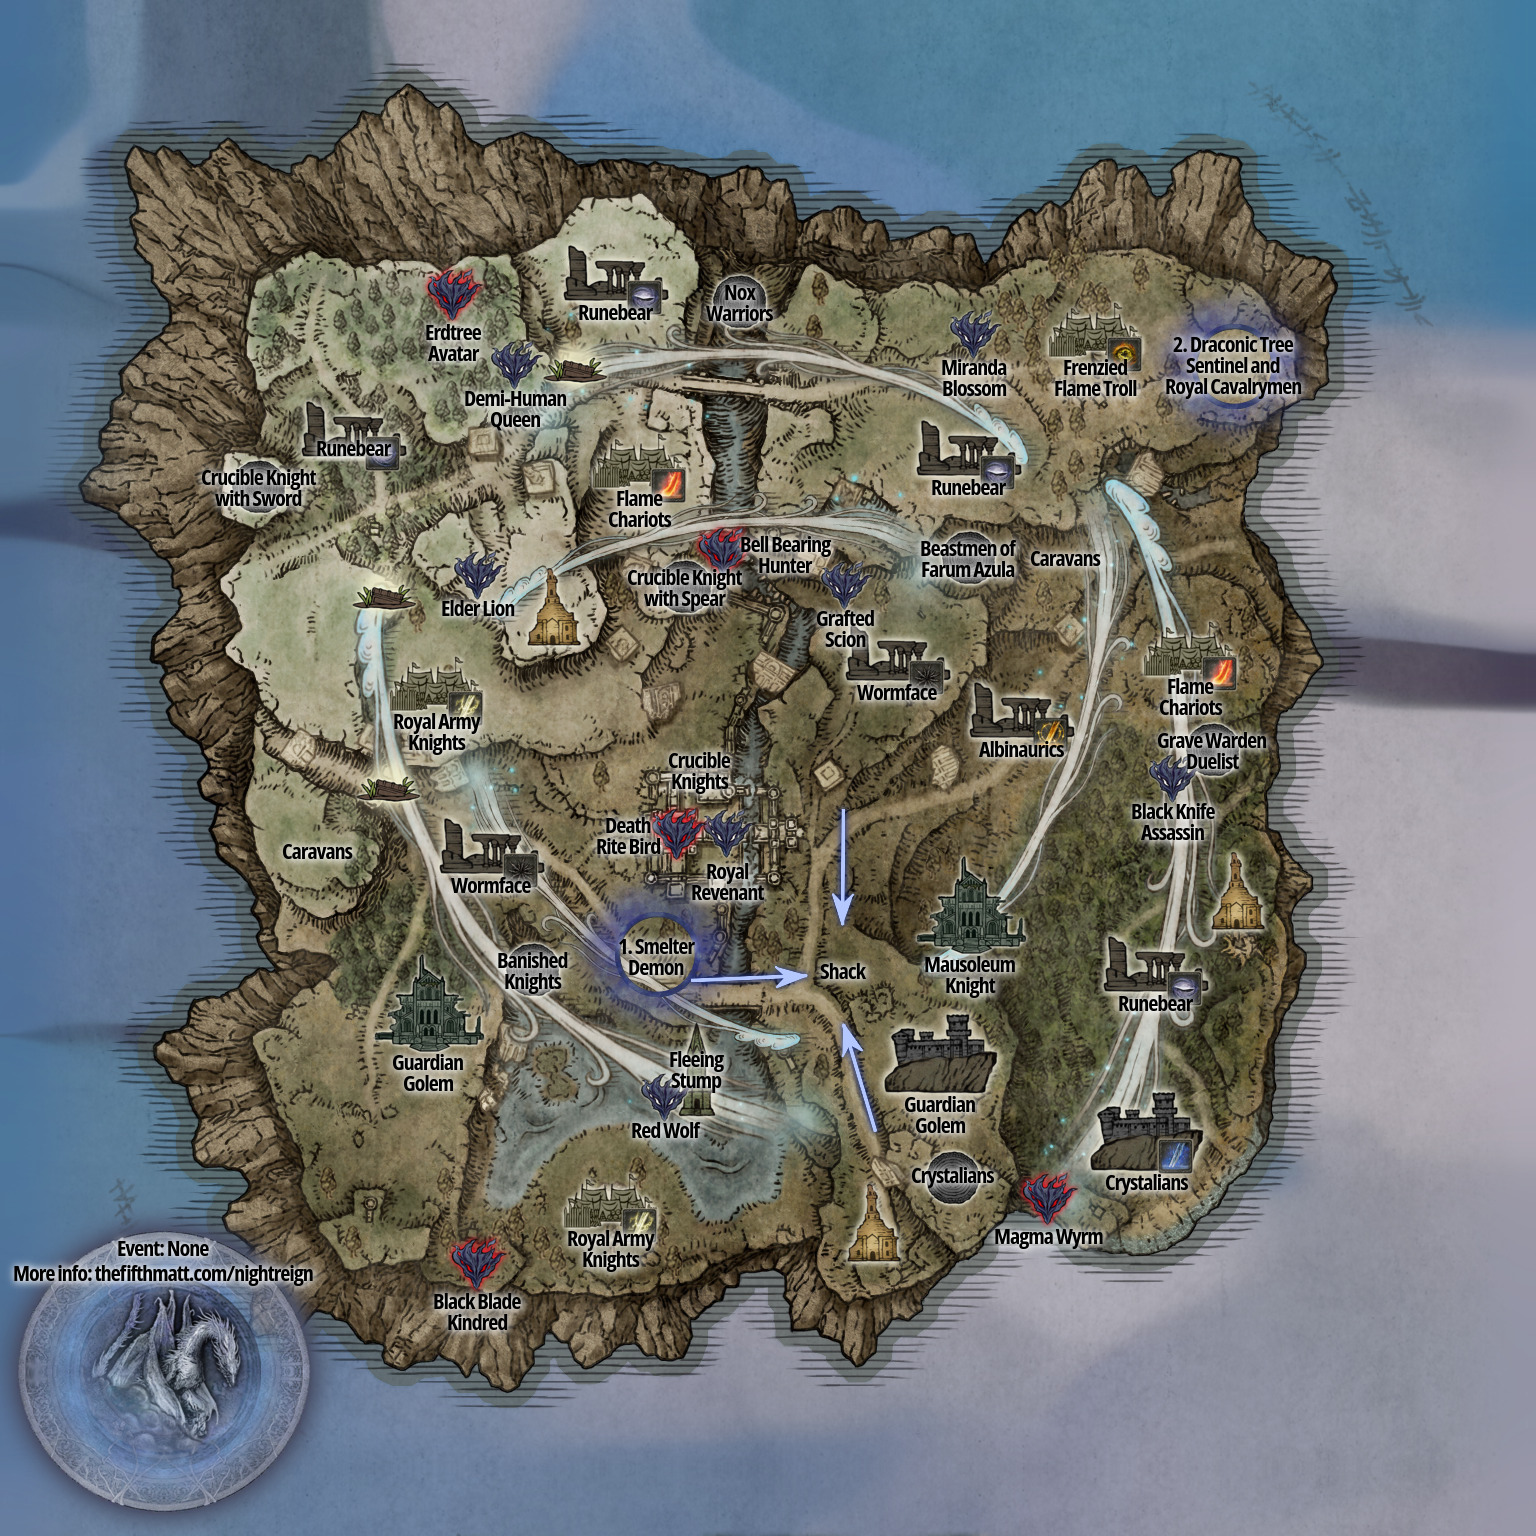 Runebear
Nox
Warriors
Erdtree
Avatar
Miranda
Blossom
Frenzied
Flame Troll
2. Draconic Tree
Sentinel and
Royal Cavalrymen
Demi-Human
Queen
Runebear
Crucible Knight
with Sword
Flame
Chariots
Runebear
Bell Bearing
Hunter
Beastmen of
Farum Azula
Caravans
Crucible Knight
with Spear
Elder Lion
Grafted
Scion
Wormface
Flame
Chariots
Royal Army
Knights
Albinaurics
Grave Warden
Duelist
Crucible
Knights
Black Knife
Assassin
Death
Rite Bird
Caravans
Wormface
Royal
Revenant
1. Smelter
Demon
Banished
Knights
Shack
Mausoleum
Knight
Runebear
Guardian
Golem
Fleeing
Stump
Red Wolf
Guardian
Golem
Crystalians
Crystalians
Royal Army
Knights
Magma Wyrm
Black Blade
Kindred
Event: None
More info: thefifthmatt.com/nightreign